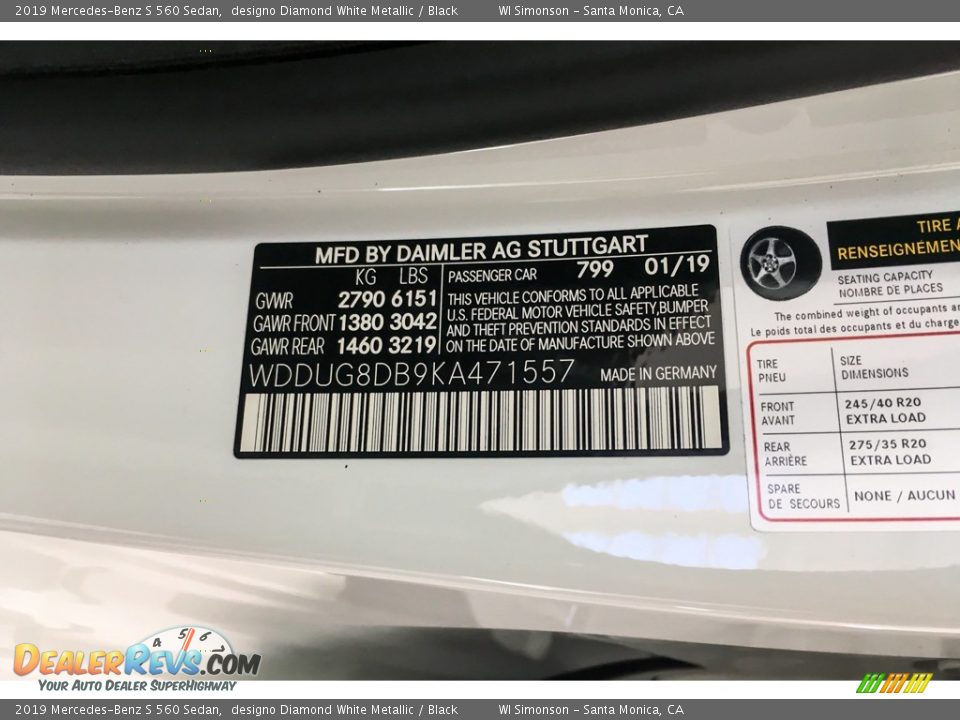 2019 Mercedes-Benz S 560 Sedan, designo Diamond White Metallic / Black WI Simonson - Santa Monica, CA
MFD BY DAIMLER AG STUTTGART
KG LBS
GVWR 2790 6151
GAWR FRONT 1380 3042
GAWR REAR 1460 3219
PASSENGER CAR 799 01/19
THIS VEHICLE CONFORMS TO ALL APPLICABLE
U.S. FEDERAL MOTOR VEHICLE SAFETY,BUMPER
AND THEFT PREVENTION STANDARDS IN EFFECT
ON THE DATE OF MANUFACTURE SHOWN ABOVE
WDDUG8DB9KA471557 MADE IN GERMANY
TIRE
RENSEIGNEMEN
SEATING CAPACITY
NOMBRE DE PLACES
The combined weight of occupants
Le poids total des occupants et du charge
TIRE
PNEU
SIZE
DIMENSIONS
FRONT
AVANT
245/40 R20
EXTRA LOAD
REAR
ARRIÈRE
275/35 R20
EXTRA LOAD
SPARE
DE SECOURS
NONE / AUCUN
4 5 6
DEALERREVS.COM
YOUR AUTO DEALER SUPERHIGHWAY
2019 Mercedes-Benz S 560 Sedan, designo Diamond White Metallic / Black WI Simonson - Santa Monica, CA